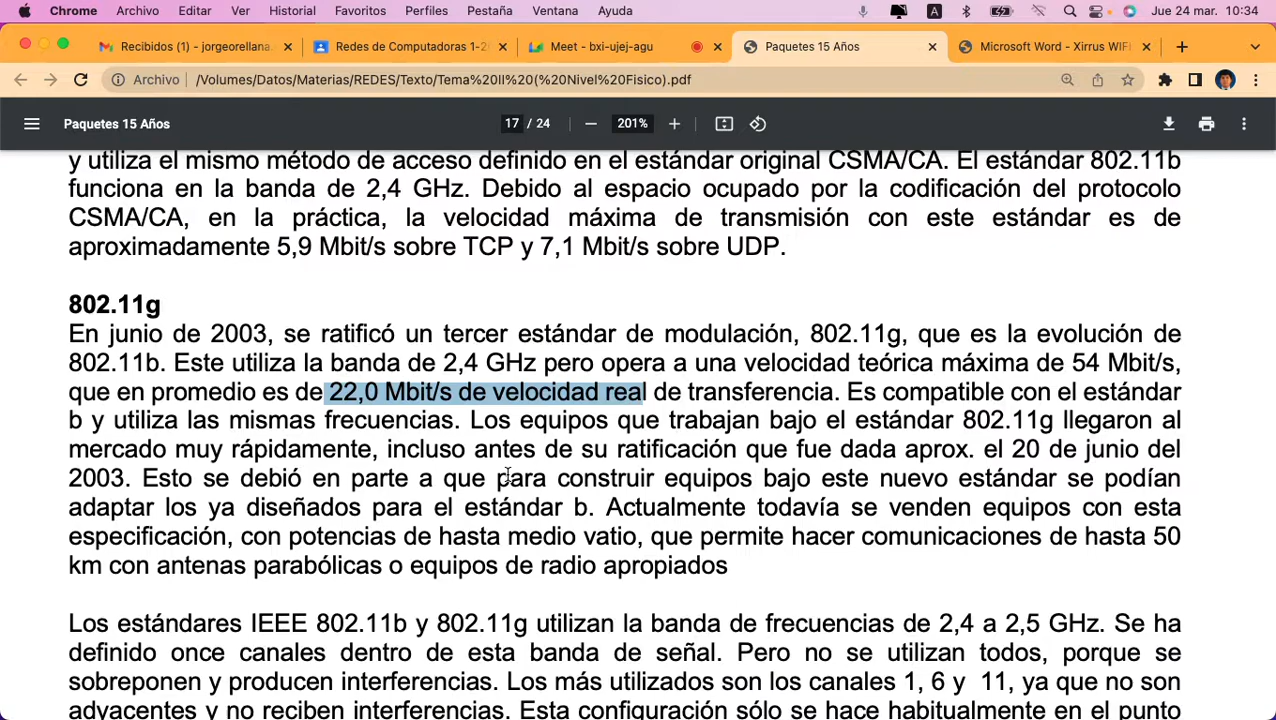 Chrome Archivo Editar Ver Historial Favoritos Perfiles Pestaña Ventana Ayuda A Jue 24 mar. 10:34
Recibidos (1) - jorgeorellana. Redes de Computadoras 1-2 Meet - bxi-ujej-agu Paquetes 15 Años Microsoft Word - Xirrus WIFI
Archivo /Volumes/Datos/Materias/REDES/Texto/Tema%20II%20(%20Nivel%20Fisico).pdf
Paquetes 15 Años 17 / 24 201%
y utiliza el mismo método de acceso definido en el estándar original CSMA/CA. El estándar 802.11b
funciona en la banda de 2,4 GHz. Debido al espacio ocupado por la codificación del protocolo
CSMA/CA, en la práctica, la velocidad máxima de transmisión con este estándar es de
aproximadamente 5,9 Mbit/s sobre TCP y 7,1 Mbit/s sobre UDP.
802.11g
En junio de 2003, se ratificó un tercer estándar de modulación, 802.11g, que es la evolución de
802.11b. Este utiliza la banda de 2,4 GHz pero opera a una velocidad teórica máxima de 54 Mbit/s,
que en promedio es de 22,0 Mbit/s de velocidad real de transferencia. Es compatible con el estándar
b y utiliza las mismas frecuencias. Los equipos que trabajan bajo el estándar 802.11g llegaron al
mercado muy rápidamente, incluso antes de su ratificación que fue dada aprox. el 20 de junio del
2003. Esto se debió en parte a que para construir equipos bajo este nuevo estándar se podían
adaptar los ya diseñados para el estándar b. Actualmente todavía se venden equipos con esta
especificación, con potencias de hasta medio vatio, que permite hacer comunicaciones de hasta 50
km con antenas parabólicas o equipos de radio apropiados
Los estándares IEEE 802.11b y 802.11g utilizan la banda de frecuencias de 2,4 a 2,5 GHz. Se ha
definido once canales dentro de esta banda de señal. Pero no se utilizan todos, porque se
sobreponen y producen interferencias. Los más utilizados son los canales 1, 6 y 11, ya que no son
adyacentes y no reciben interferencias. Esta configuración sólo se hace habitualmente en el punto